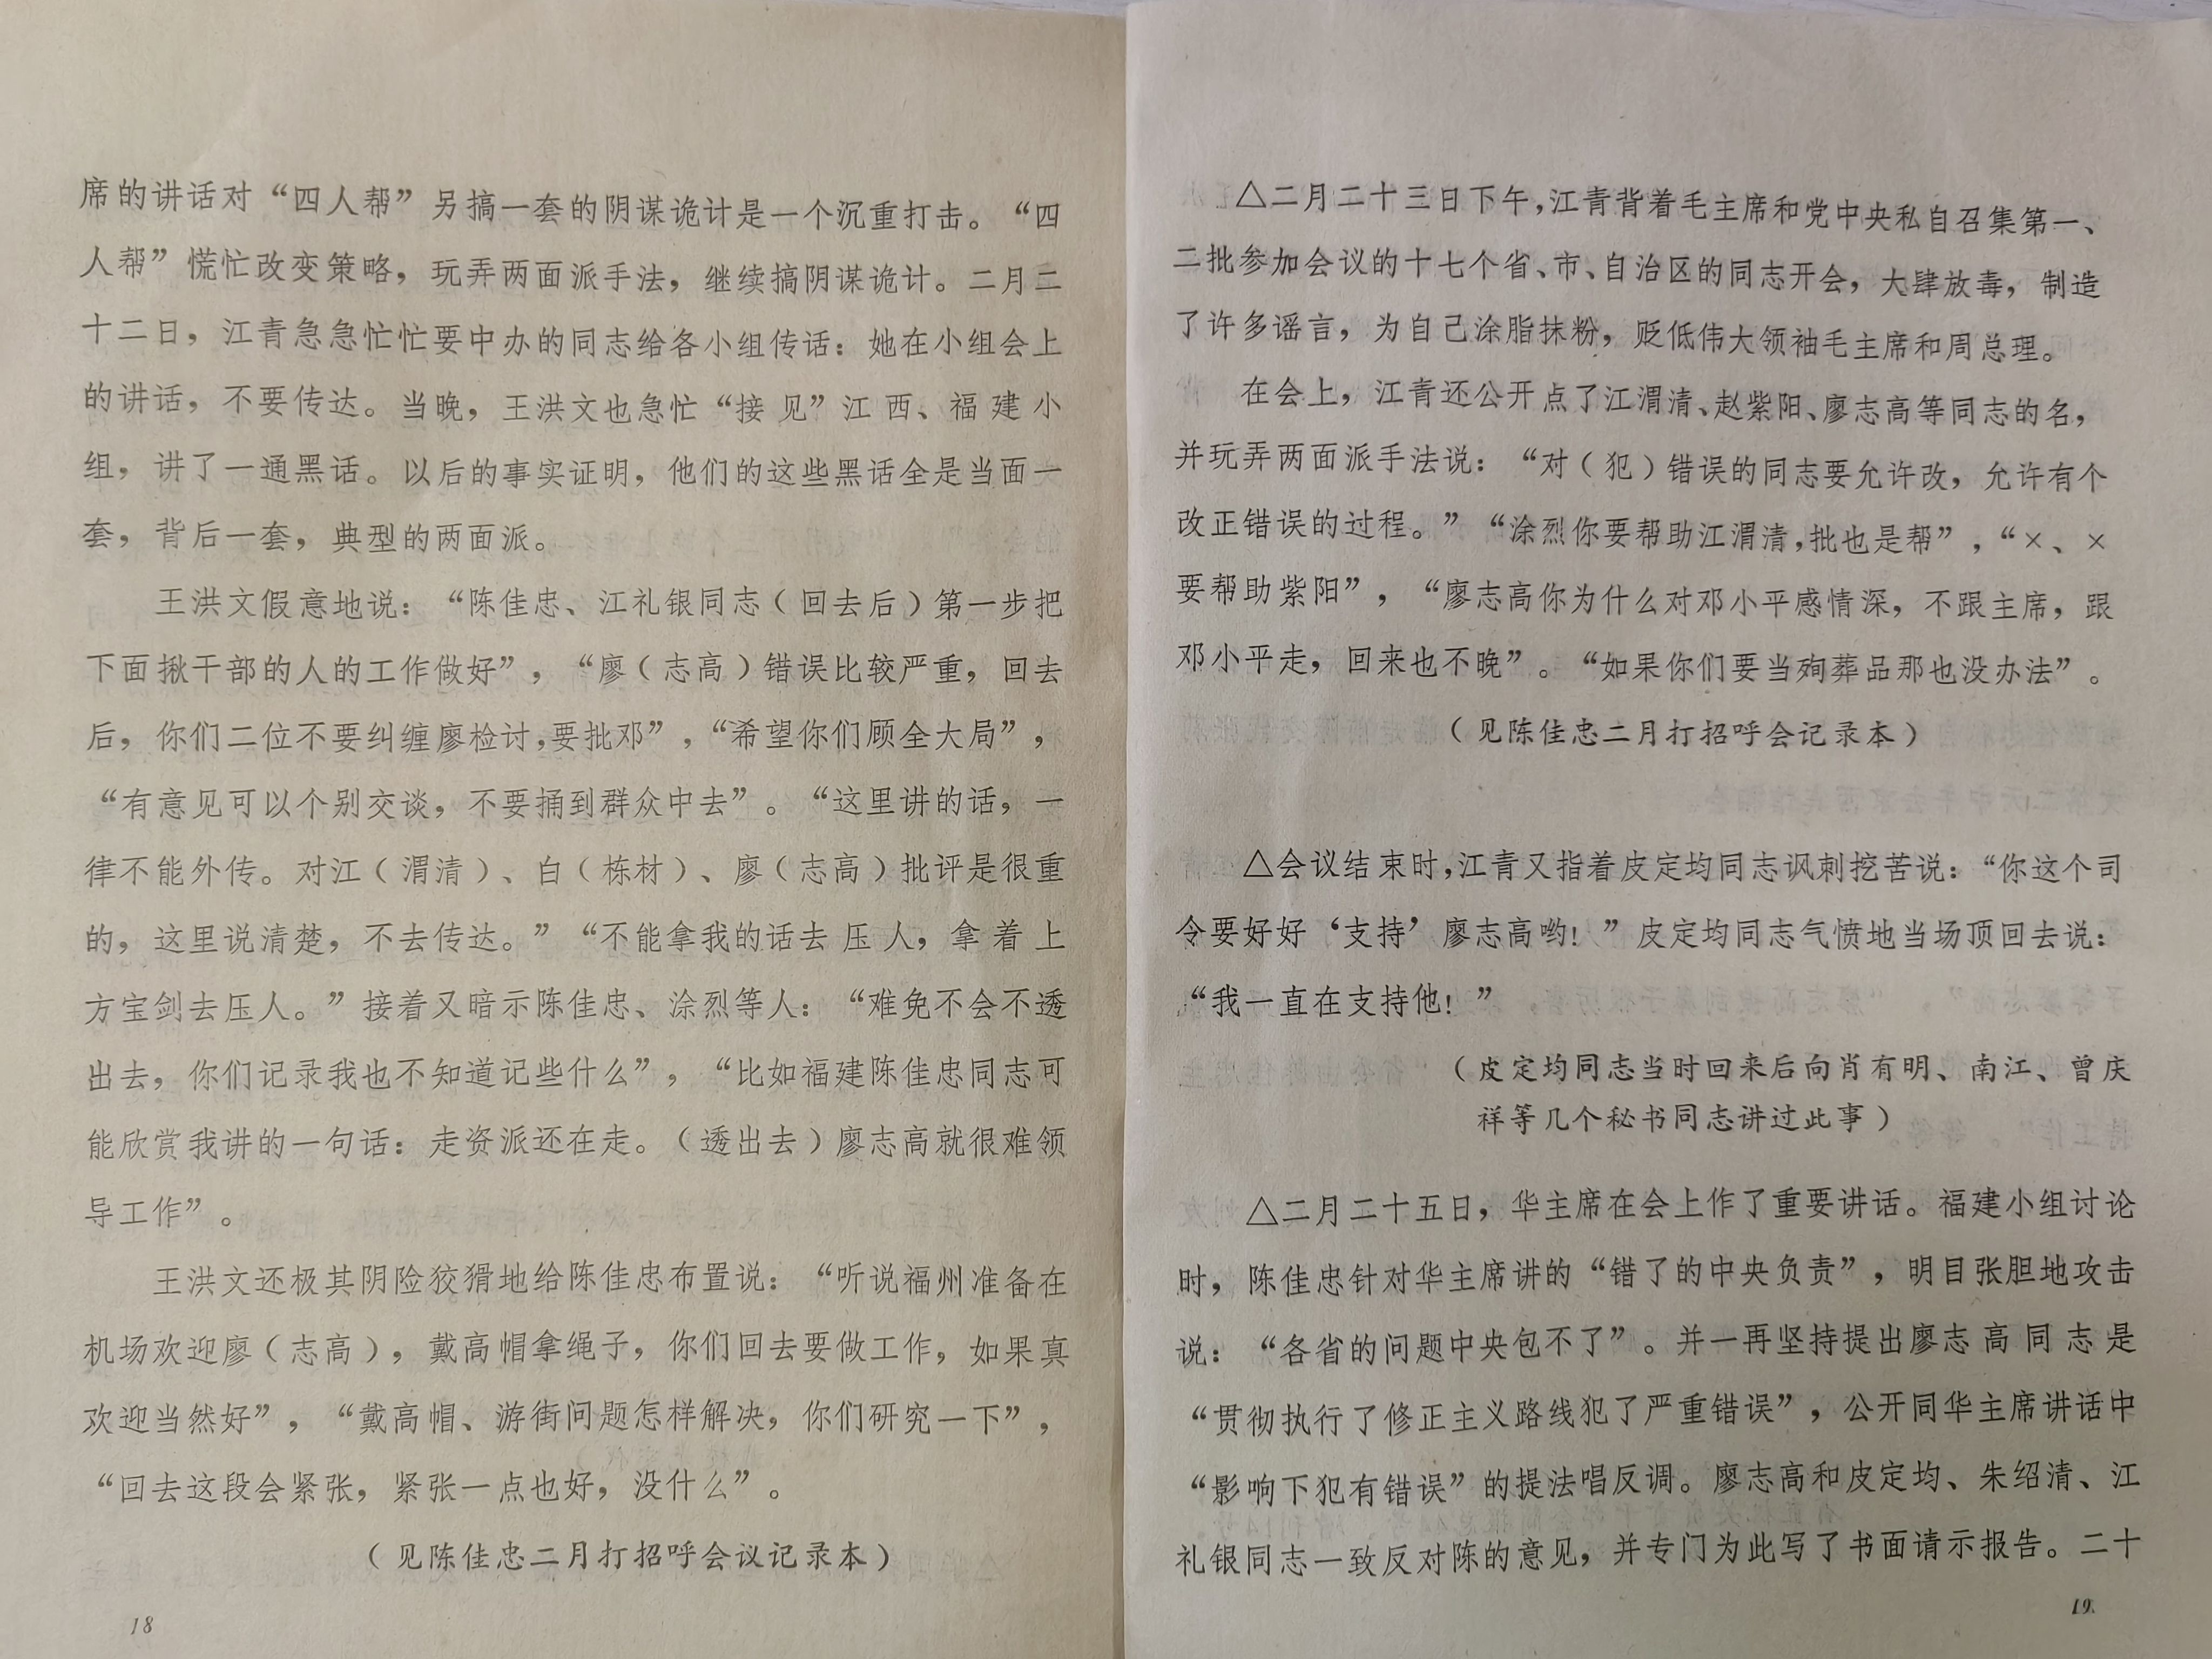 席的讲话对“四人帮”另搞一套的阴谋诡计是一个沉重打击。“四
人帮”慌忙改变策略，玩弄两面派手法，继续搞阴谋诡计。二月二
十二日，江青急急忙忙要中办的同志给各小组传话：她在小组会上
的讲话，不要传达。当晚，王洪文也急忙“接见”江西、福建小
组，讲了一通黑话。以后的事实证明，他们的这些黑话全是当面一
套，背后一套，典型的两面派。
王洪文假意地说：“陈佳忠、江礼银同志（回去后）第一步把
下面揪干部的人的工作做好”，“廖（志高）错误比较严重，回去
后，你们二位不要纠缠廖检讨，要批邓”，“希望你们顾全大局”，
“有意见可以个别交谈，不要捅到群众中去”。“这里讲的话，一
律不能外传。对江（渭清）、白（栋材）、廖（志高）批评是很重
的，这里说清楚，不去传达。”“不能拿我的话去压人，拿着上
方宝剑去压人。”接着又暗示陈佳忠、涂烈等人：“难免不会不透
出去，你们记录我也不知道记些什么”，“比如福建陈佳忠同志可
能欣赏我讲的一句话：走资派还在走。（透出去）廖志高就很难领
导工作”。
王洪文还极其阴险狡猾地给陈佳忠布置说：“听说福州准备在
机场欢迎廖（志高），戴高帽拿绳子，你们回去要做工作，如果真
欢迎当然好”，“戴高帽、游街问题怎样解决，你们研究一下”，
“回去这段会紧张，紧张一点也好，没什么”。
（见陈佳忠二月打招呼会议记录本）
18
△二月二十三日下午，江青背着毛主席和党中央私自召集第一、
二批参加会议的十七个省、市、自治区的同志开会，大肆放毒，制造
了许多谣言，为自己涂脂抹粉，贬低伟大领袖毛主席和周总理。
在会上，江青还公开点了江渭清、赵紫阳、廖志高等同志的名，
并玩弄两面派手法说：“对（犯）错误的同志要允许改，允许有个
改正错误的过程。”“涂烈你要帮助江渭清，批也是帮”，“×、×
要帮助紫阳”，“廖志高你为什么对邓小平感情深，不跟主席，跟
邓小平走，回来也不晚”。“如果你们要当殉葬品那也没办法”。
（见陈佳忠二月打招呼会记录本）
△会议结束时，江青又指着皮定均同志讽刺挖苦说：“你这个司
令要好好‘支持’廖志高哟！”皮定均同志气愤地当场顶回去说：
“我一直在支持他！”
（皮定均同志当时回来后向肖有明、南江、曾庆
祥等几个秘书同志讲过此事）
△二月二十五日，华主席在会上作了重要讲话。福建小组讨论
时，陈佳忠针对华主席讲的“错了的中央负责”，明目张胆地攻击
说：“各省的问题中央包不了”。并一再坚持提出廖志高同志是
“贯彻执行了修正主义路线犯了严重错误”，公开同华主席讲话中
“影响下犯有错误”的提法唱反调。廖志高和皮定均、朱绍清、江
礼银同志一致反对陈的意见，并专门为此写了书面请示报告。二十
19